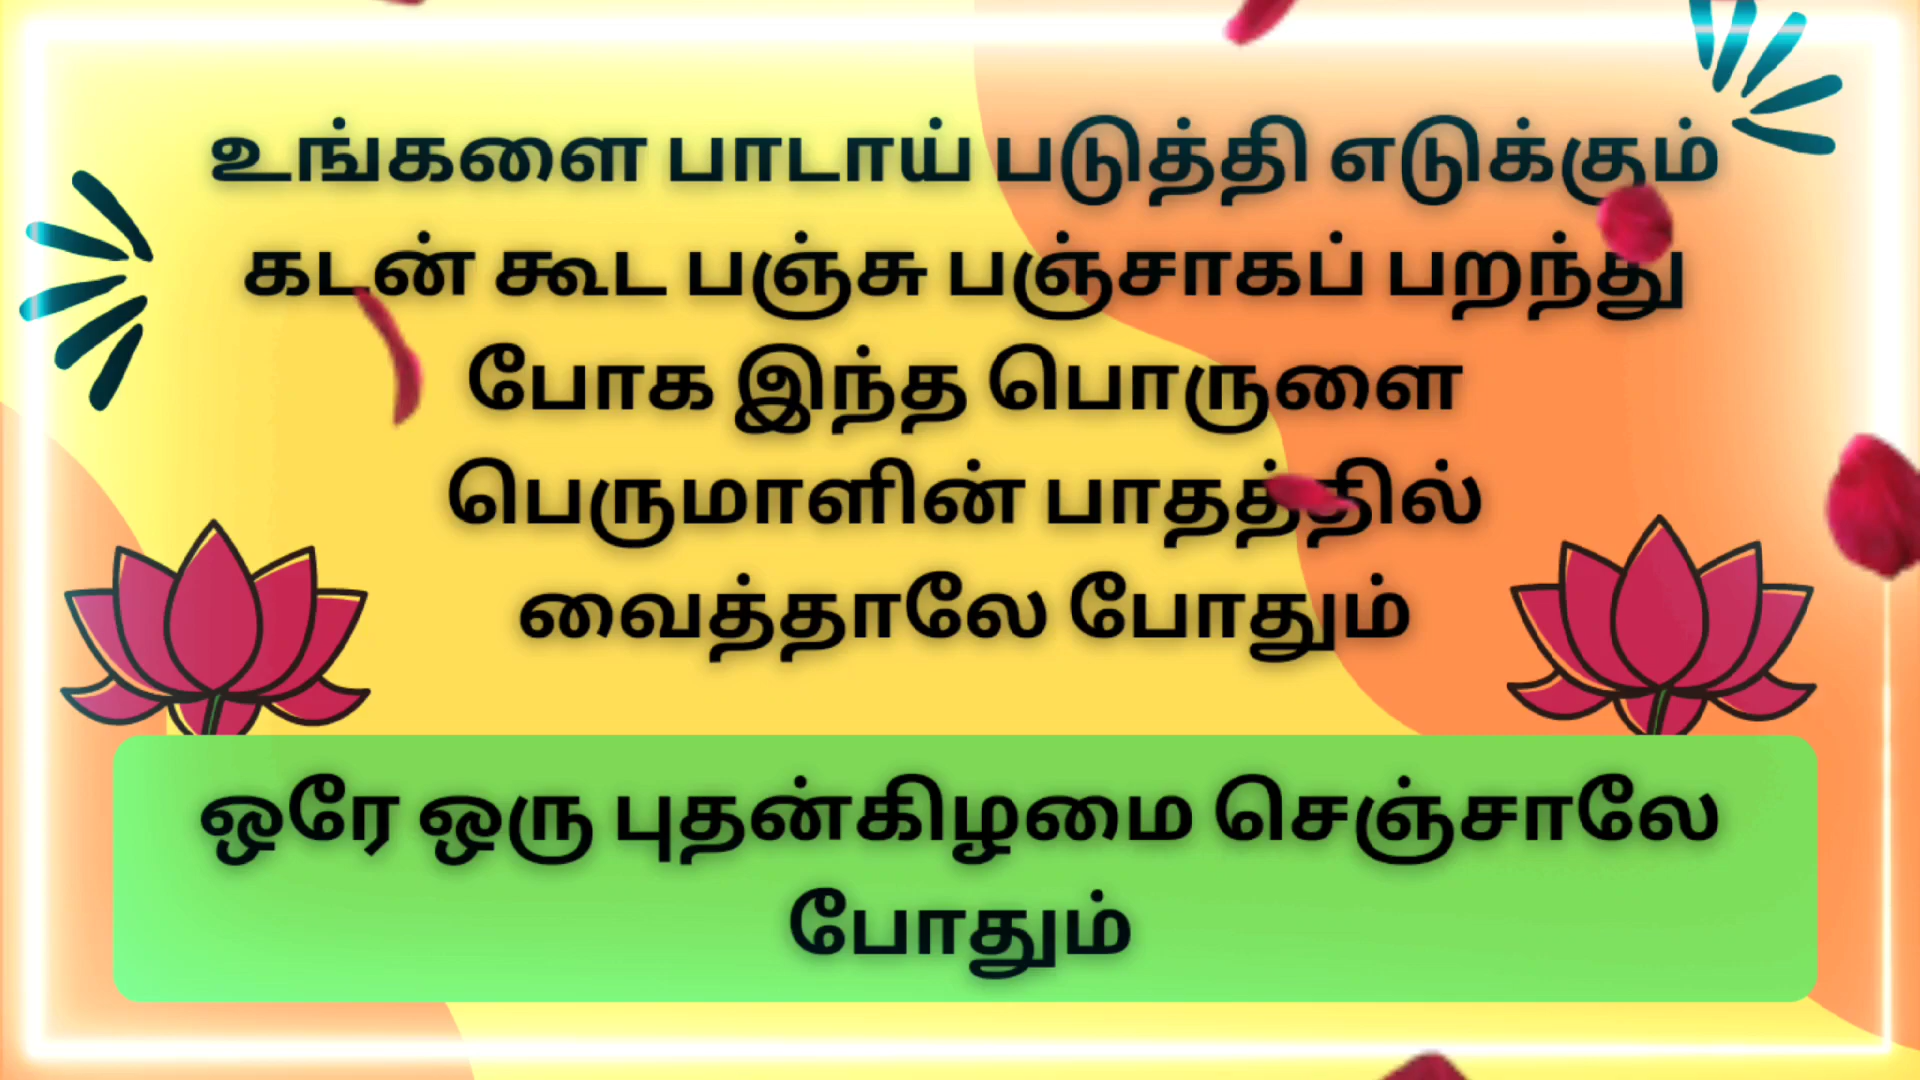 உங்களை பாடாய் படுத்தி எடுக்கும்
கடன் கூட பஞ்சு பஞ்சாகப் பறந்து
போக இந்த பொருளை
பெருமாளின் பாதத்தில்
வைத்தாலே போதும்
ஒரே ஒரு புதன்கிழமை செஞ்சாலே
போதும்